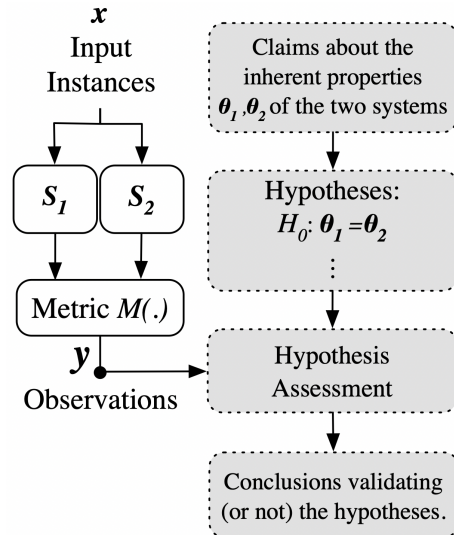 x
Input
Instances
S₁
S₂
Metric M(.)
y
Observations
Claims about the
inherent properties
θ₁,θ₂ of the two systems
Hypotheses:
H₀: θ₁=θ₂
⋮
Hypothesis
Assessment
Conclusions validating
(or not) the hypotheses.